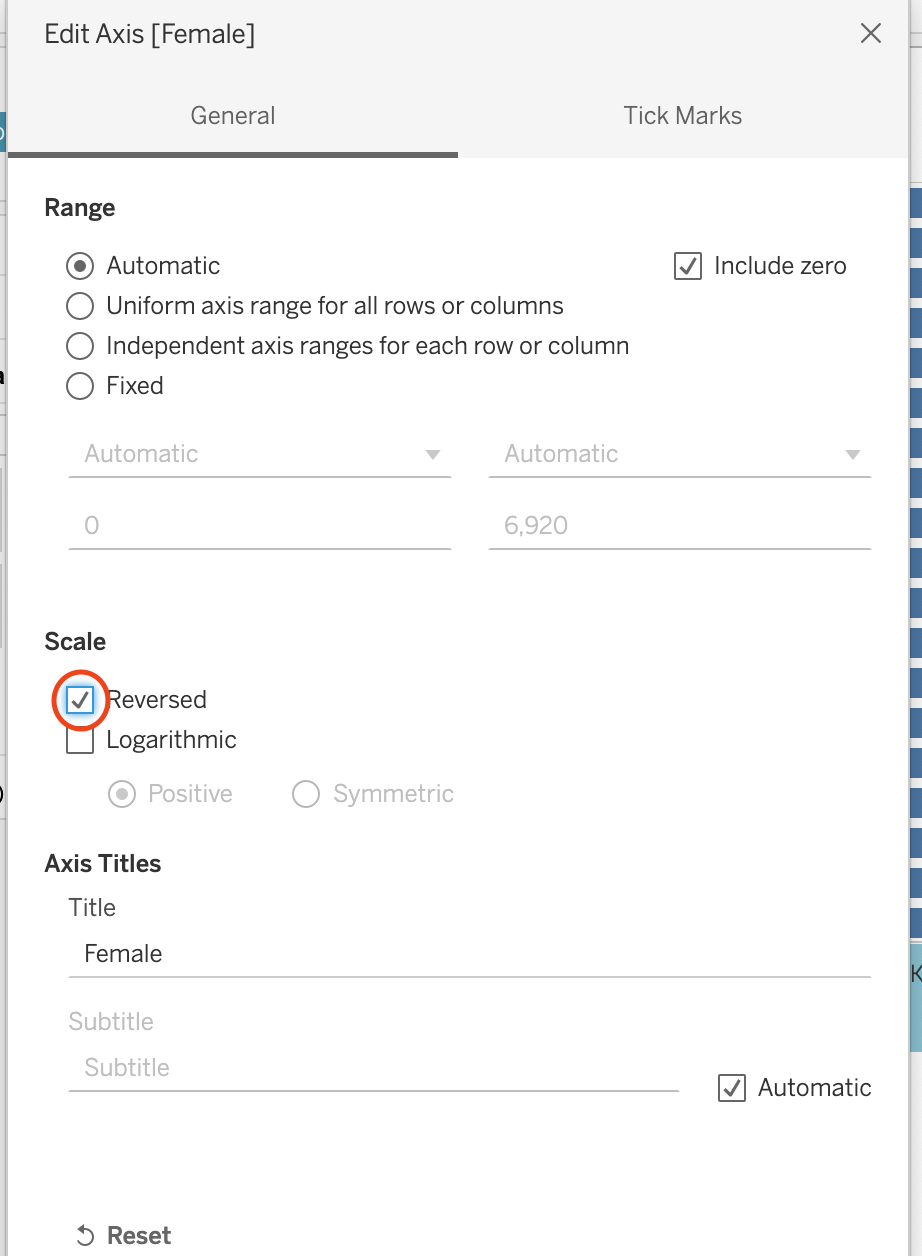 Edit Axis [Female]
General
Tick Marks
Range
Automatic
Include zero
Uniform axis range for all rows or columns
Independent axis ranges for each row or column
Fixed
Automatic
Automatic
0
6,920
Scale
Reversed
Logarithmic
Positive
Symmetric
Axis Titles
Title
Female
Subtitle
Subtitle
Automatic
Reset